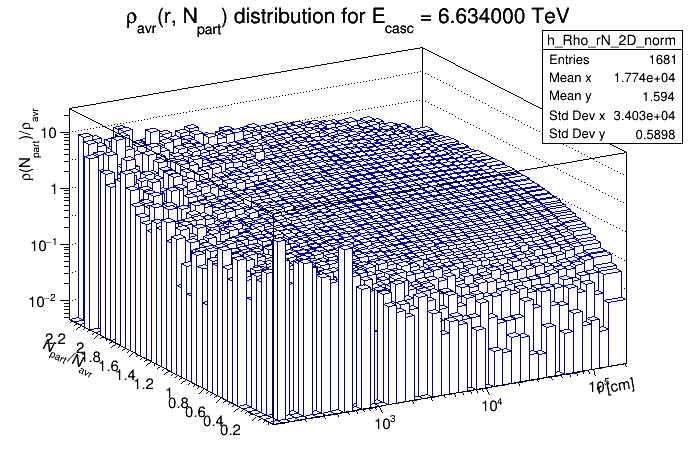 ρavr(r, Npart) distribution for Ecasc = 6.634000 TeV
h_Rho_rN_2D_norm
Entries 1681
Mean x 1.774e+04
Mean y 1.594
Std Dev x 3.403e+04
Std Dev y 0.5898
ρ(Npart)/ρavr
10
1
10−1
10−2
2.2
2
1.8
1.6
1.4
1.2
1
0.8
0.6
0.4
0.2
Npart/Navr
103
104
[cm]